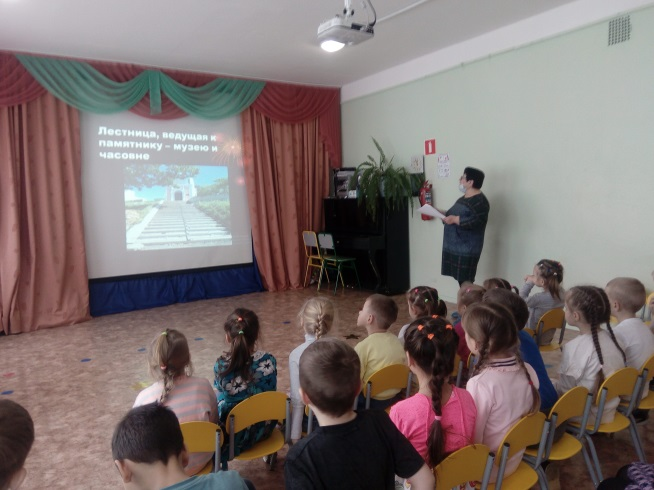 Лестница, ведущая к
памятнику – музею и
часовне